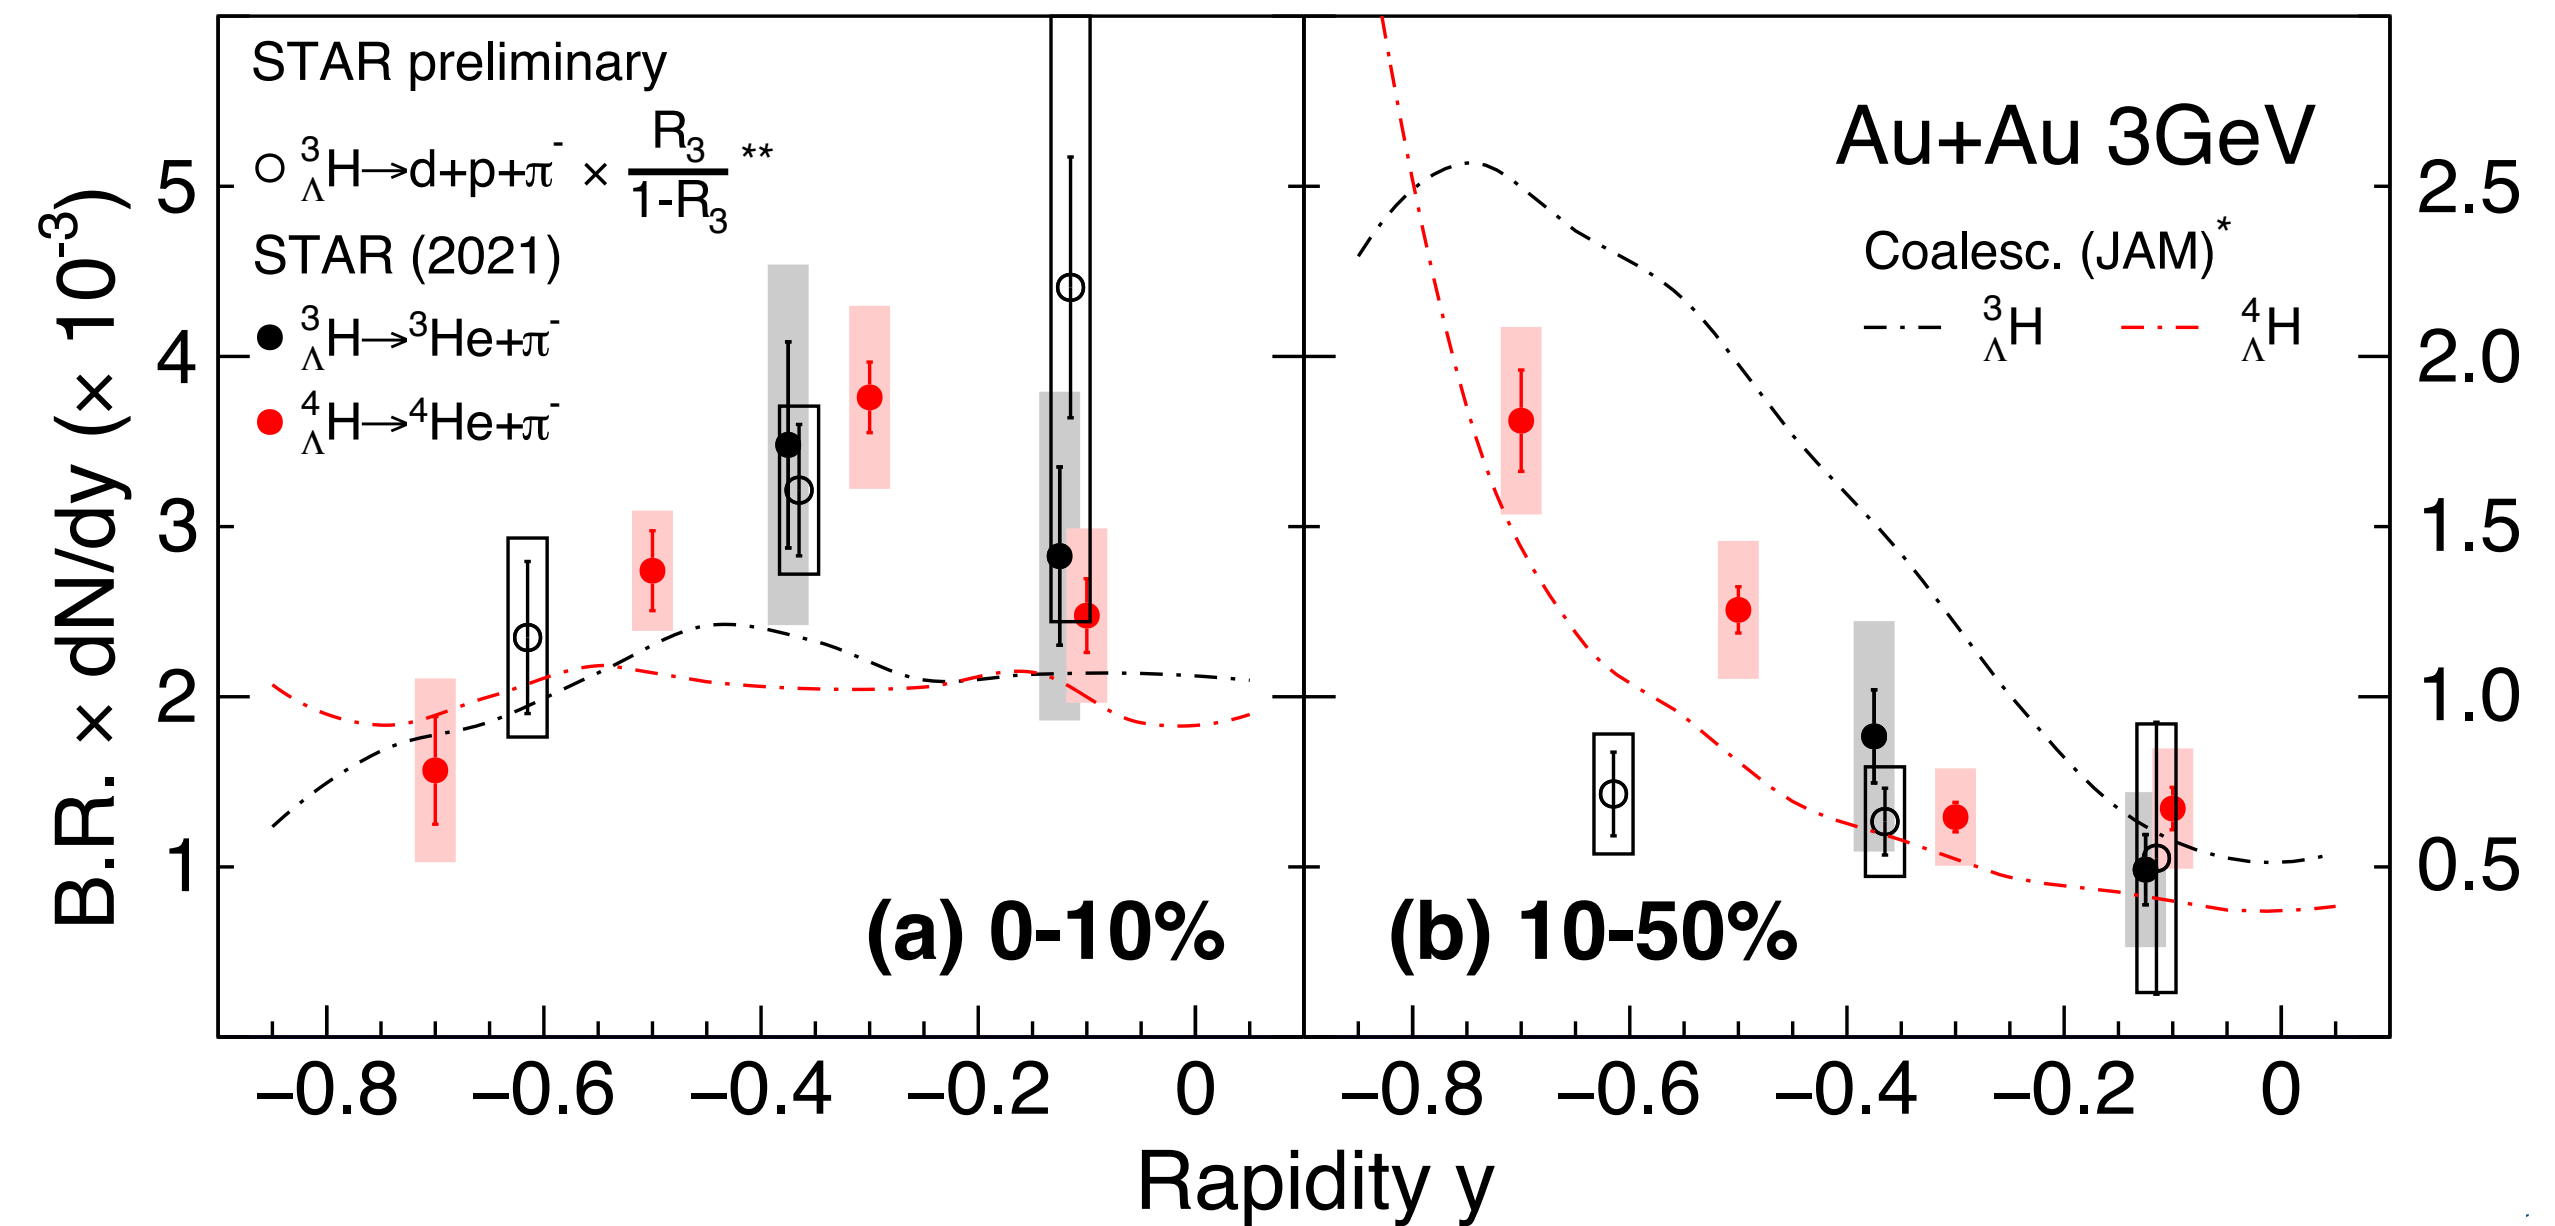 STAR preliminary
³ΛH→d+p+π⁻ × R₃/1-R₃ **
STAR (2021)
³ΛH→³He+π⁻
⁴ΛH→⁴He+π⁻
Au+Au 3GeV
Coalesc. (JAM)*
³ΛH ⁴ΛH
B.R. × dN/dy (× 10⁻³)
5
4
3
2
1
2.5
2.0
1.5
1.0
0.5
(a) 0-10%
(b) 10-50%
−0.8 −0.6 −0.4 −0.2 0
−0.8 −0.6 −0.4 −0.2 0
Rapidity y